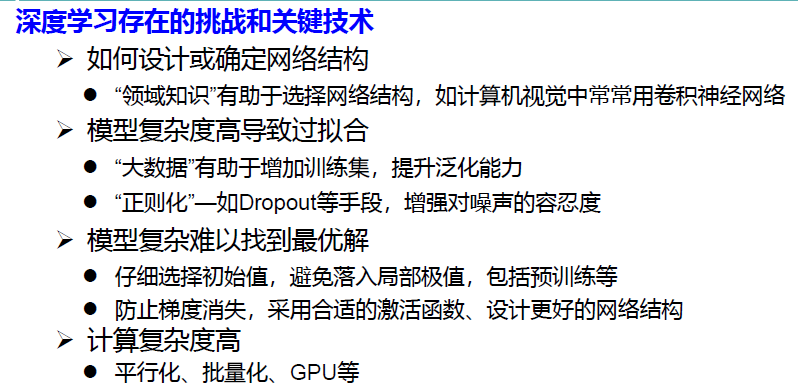 深度学习存在的挑战和关键技术
➢ 如何设计或确定网络结构
● “领域知识”有助于选择网络结构，如计算机视觉中常常用卷积神经网络
➢ 模型复杂度高导致过拟合
● “大数据”有助于增加训练集，提升泛化能力
● “正则化”—如Dropout等手段，增强对噪声的容忍度
➢ 模型复杂难以找到最优解
● 仔细选择初始值，避免落入局部极值，包括预训练等
● 防止梯度消失，采用合适的激活函数、设计更好的网络结构
➢ 计算复杂度高
● 平行化、批量化、GPU等